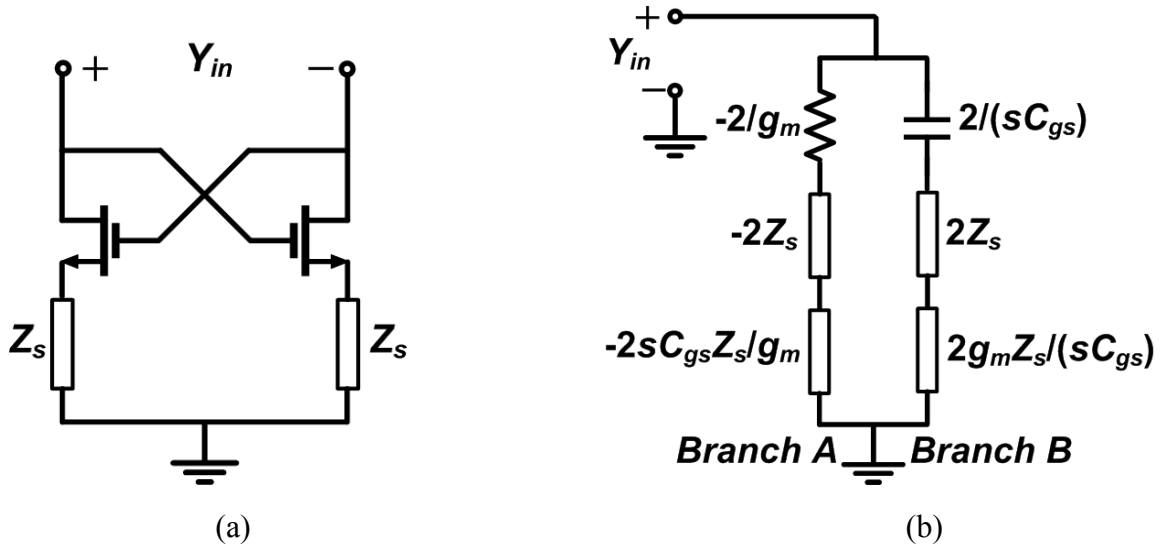 + Y_in −
Z_s Z_s
(a)
+
Y_in
−
-2/g_m 2/(sC_gs)
-2Z_s 2Z_s
-2sC_gsZ_s/g_m 2g_mZ_s/(sC_gs)
Branch A Branch B
(b)